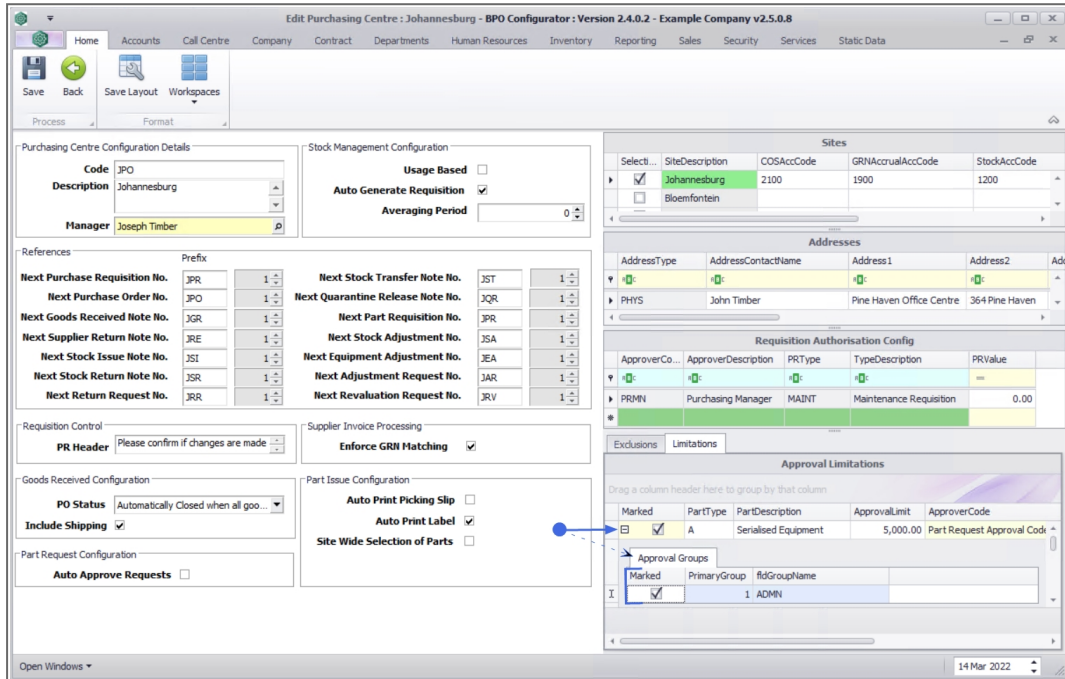 Edit Purchasing Centre : Johannesburg - BPO Configurator : Version 2.4.0.2 - Example Company v2.5.0.8
Home Accounts Call Centre Company Contract Departments Human Resources Inventory Reporting Sales Security Services Static Data
Save Back Save Layout Workspaces
Process Format
Purchasing Centre Configuration Details
Code JPO
Description Johannesburg
Manager Joseph Timber
Stock Management Configuration
Usage Based
Auto Generate Requisition
Averaging Period 0
References
Prefix
Next Purchase Requisition No. JPR 1
Next Purchase Order No. JPO 1
Next Goods Received Note No. JGR 1
Next Supplier Return Note No. JRE 1
Next Stock Issue Note No. JSI 1
Next Stock Return Note No. JSR 1
Next Return Request No. JRR 1
Next Stock Transfer Note No. JST 1
Next Quarantine Release Note No. JQR 1
Next Part Requisition No. JPR 1
Next Stock Adjustment No. JSA 1
Next Equipment Adjustment No. JEA 1
Next Adjustment Request No. JAR 1
Next Revaluation Request No. JRV 1
Requisition Control
PR Header Please confirm if changes are made
Supplier Invoice Processing
Enforce GRN Matching
Goods Received Configuration
PO Status Automatically Closed when all goo...
Include Shipping
Part Issue Configuration
Auto Print Picking Slip
Auto Print Label
Site Wide Selection of Parts
Part Request Configuration
Auto Approve Requests
Sites
Selecti... SiteDescription COSAccCode GRNAccrualAccCode StockAccCode
Johannesburg 2100 1900 1200
Bloemfontein
Addresses
AddressType AddressContactName Address1 Address2 Add
PHYS John Timber Pine Haven Office Centre 364 Pine Haven
Requisition Authorisation Config
ApproverCo... ApproverDescription PRType TypeDescription PRValue
PRMN Purchasing Manager MAINT Maintenance Requisition 0.00
Exclusions Limitations
Approval Limitations
Drag a column header here to group by that column
Marked PartType PartDescription ApprovalLimit ApproverCode
A Serialised Equipment 5,000.00 Part Request Approval Code
Approval Groups
Marked PrimaryGroup fldGroupName
1 ADMN
Open Windows 14 Mar 2022